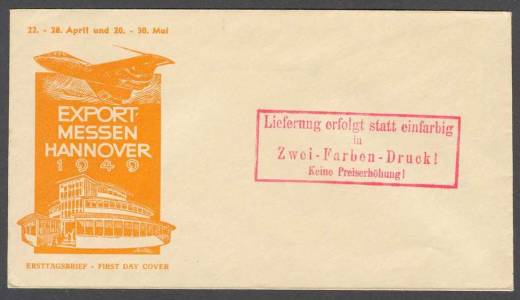 22. - 28. April und 20. - 30. Mai
EXPORT-
MESSEN
HANNOVER
1949
ERSTTAGSBRIEF - FIRST DAY COVER
Lieferung erfolgt statt einfarbig
in
Zwei-Farben-Druck!
Keine Preiserhöhung!